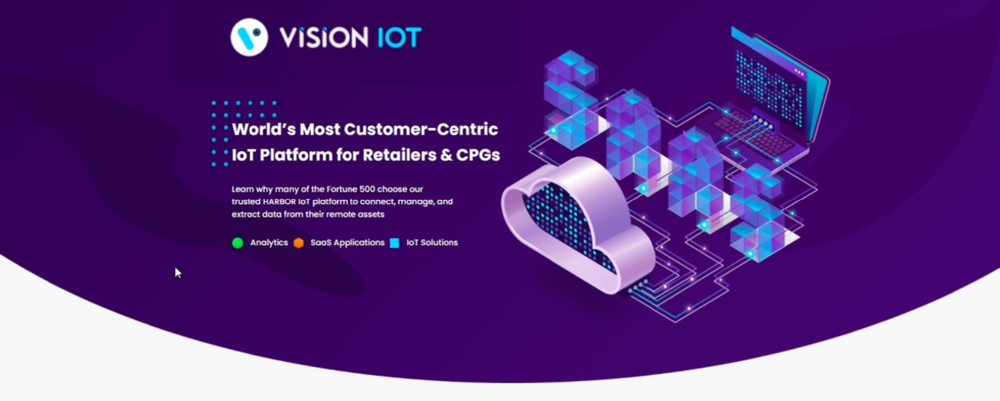 ViSiON IOT
World’s Most Customer-Centric
IoT Platform for Retailers & CPGs
Learn why many of the Fortune 500 choose our
trusted HARBOR IoT platform to connect, manage, and
extract data from their remote assets
Analytics SaaS Applications IoT Solutions
SaaS